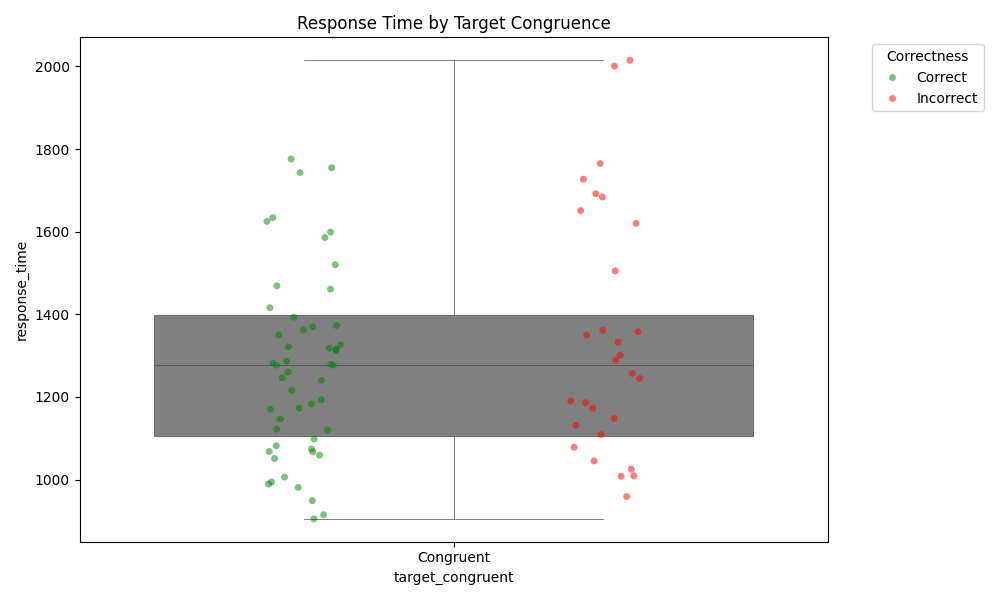 Response Time by Target Congruence
Correctness
Correct
Incorrect
2000
1800
1600
1400
1200
1000
response_time
Congruent
target_congruent